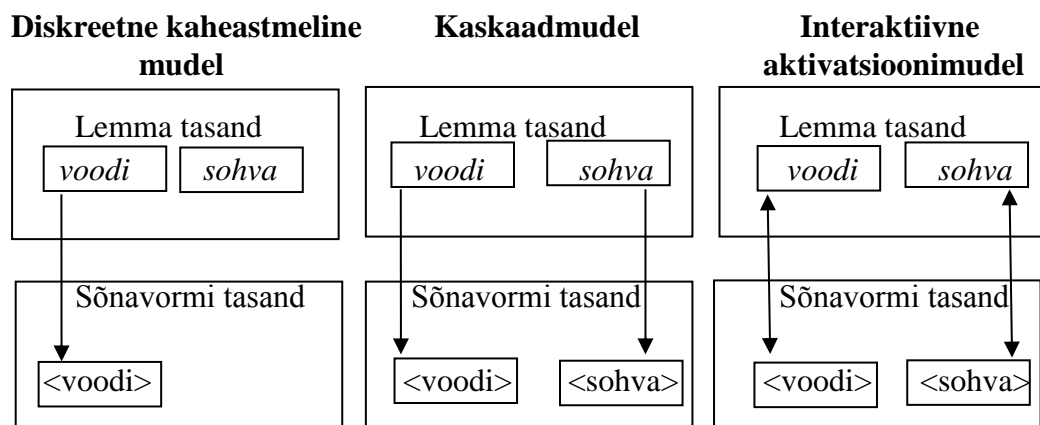 Diskreetne kaheastmeline
mudel
Lemma tasand
voodi
sohva
Sõnavormi tasand
<voodi>
Kaskaadmudel
Lemma tasand
voodi
sohva
Sõnavormi tasand
<voodi>
<sohva>
Interaktiivne
aktivatsioonimudel
Lemma tasand
voodi
sohva
Sõnavormi tasand
<voodi>
<sohva>